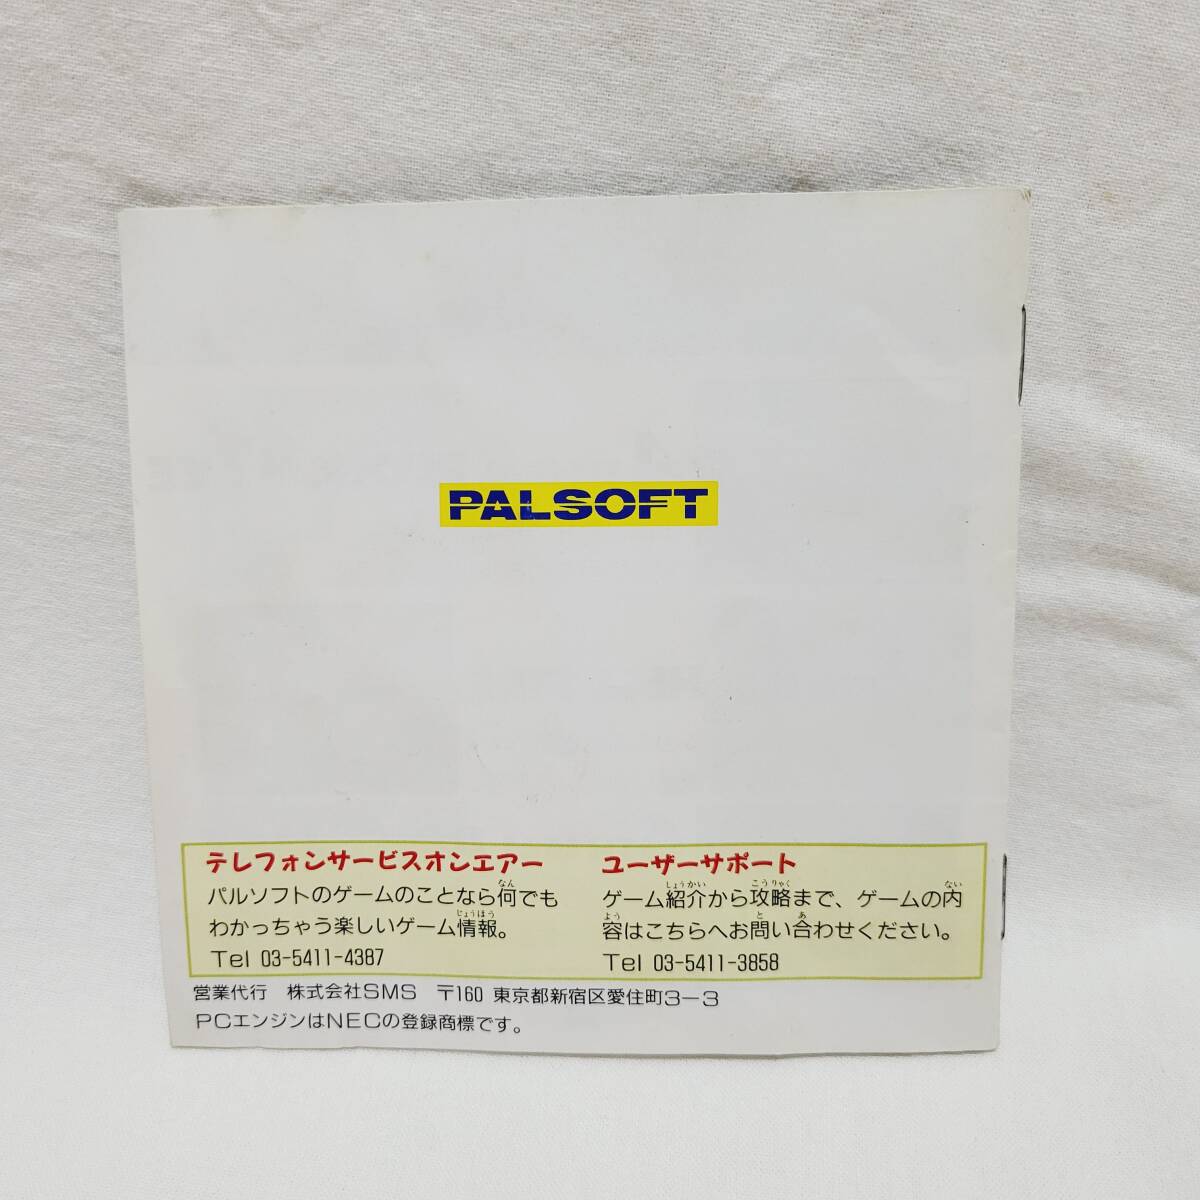 PALSOFT
テレフォンサービスオンエアー
パルソフトのゲームのことなら何でも
わかっちゃう楽しいゲーム情報。
Tel 03-5411-4387
ユーザーサポート
ゲーム紹介から攻略まで、ゲームの内
容はこちらへお問い合わせください。
Tel 03-5411-3858
営業代行 株式会社SMS 〒160 東京都新宿区愛住町3-3
PCエンジンはNECの登録商標です。